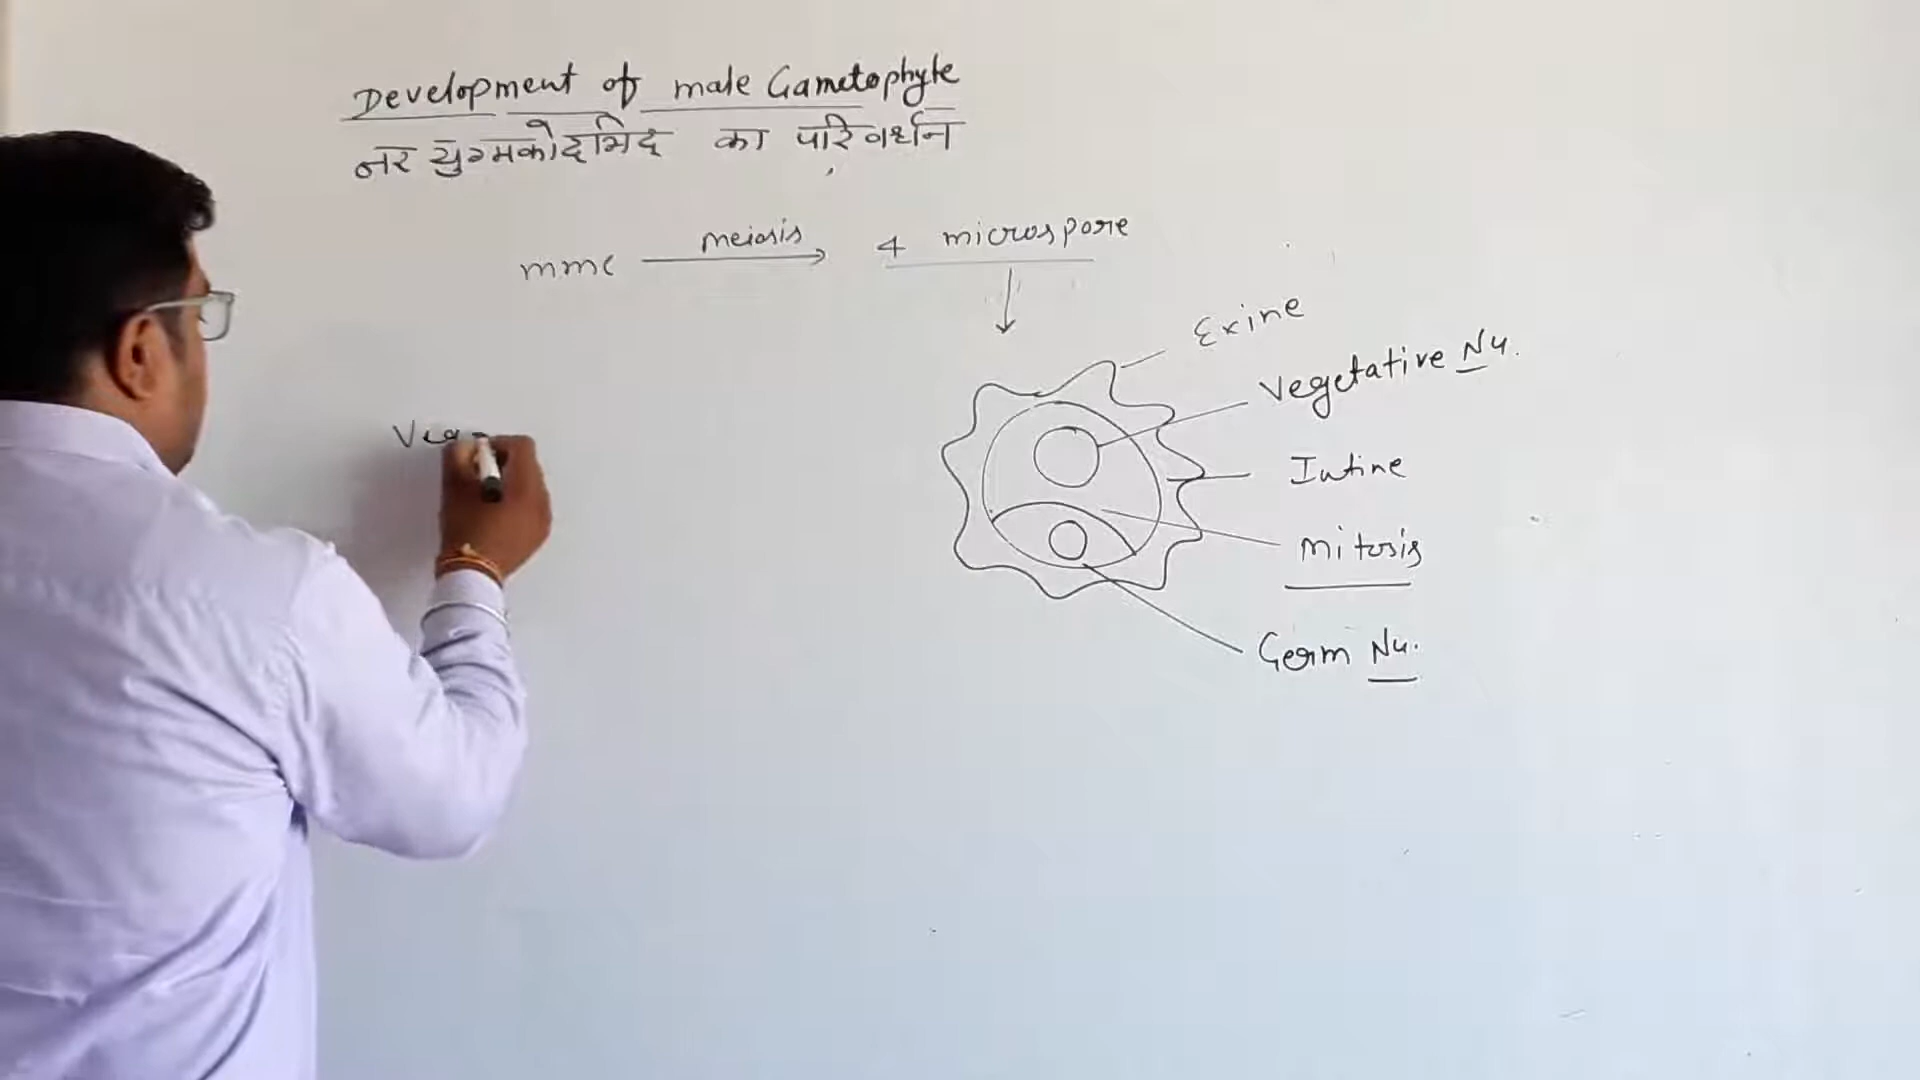 Development of male Gametophyte
नर युग्मकोद्भिद का परिवर्धन
mmc meiosis 4 microspore
Exine
Vegetative Nu.
Intine
Mitosis
Germ Nu.